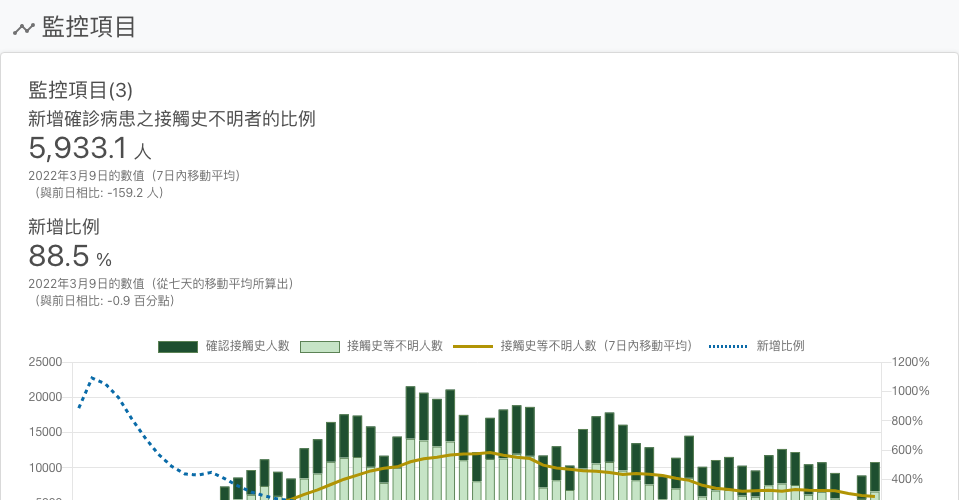 監控項目
監控項目(3)
新增確診病患之接觸史不明者的比例
5,933.1 人
2022年3月9日的數值（7日內移動平均）
（與前日相比: -159.2 人）
新增比例
88.5 %
2022年3月9日的數值（從七天的移動平均所算出）
（與前日相比: -0.9 百分點）
確認接觸史人數 接觸史等不明人數 接觸史等不明人數（7日內移動平均） 新增比例
25000 1200%
20000 1000%
15000 800%
10000 600%
400%